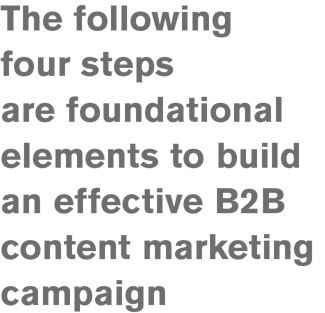 The following
four steps
are foundational
elements to build
an effective B2B
content marketing
campaign